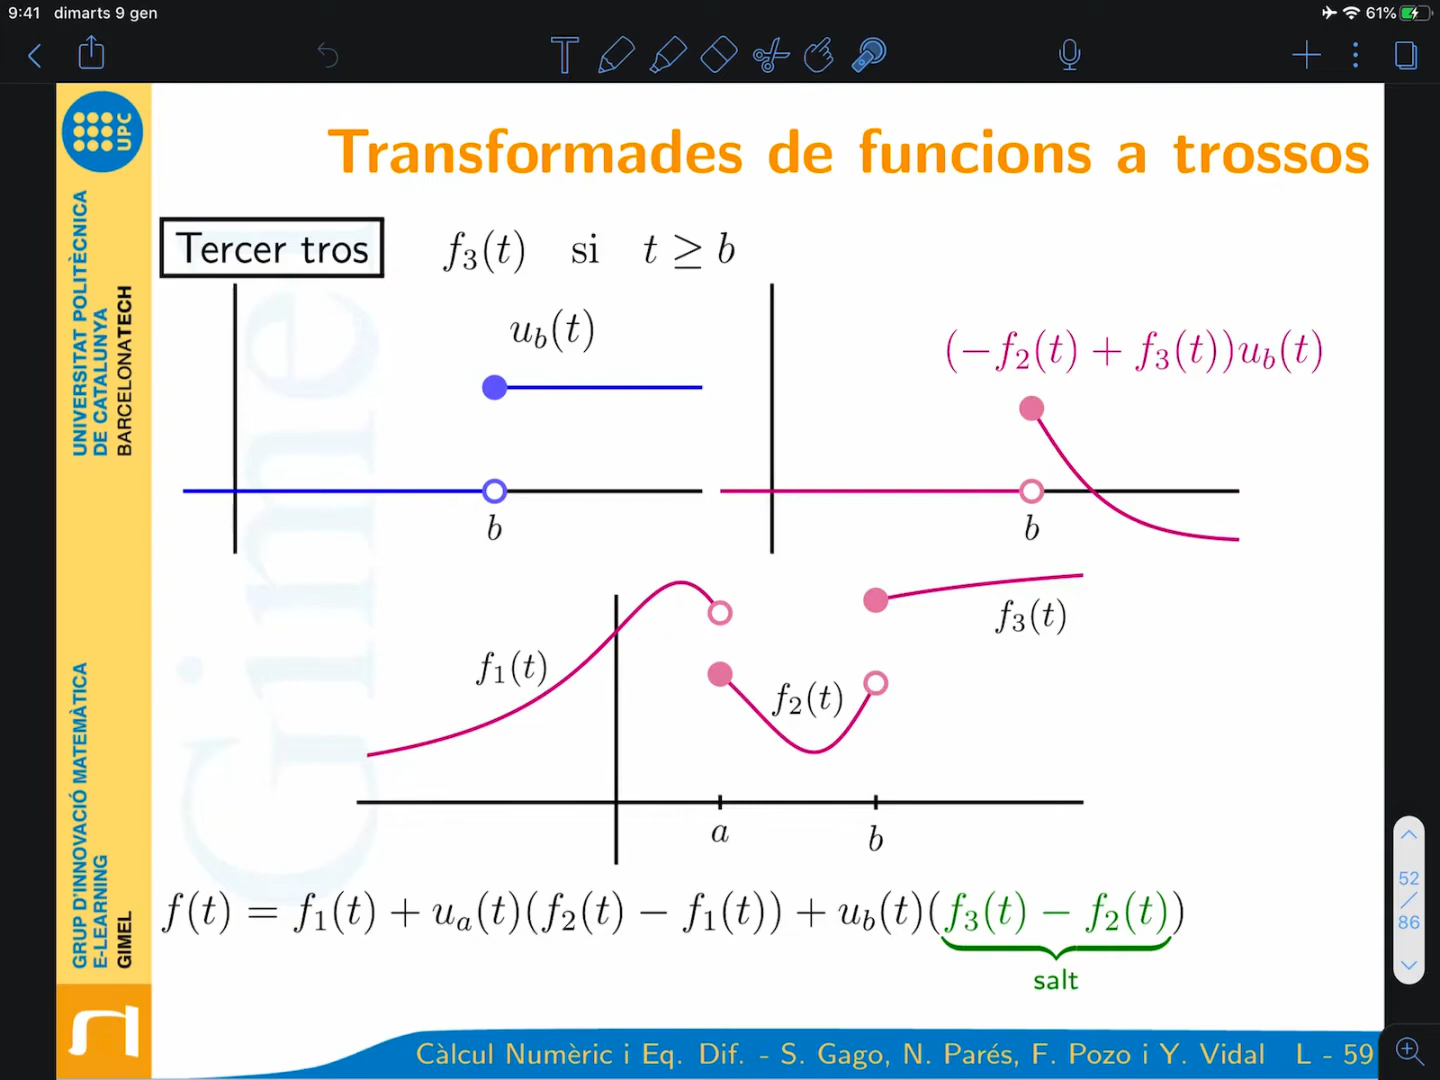 9:41 dimarts 9 gen
61%
UPC
UNIVERSITAT POLITÈCNICA
DE CATALUNYA
BARCELONATECH
GRUP D'INNOVACIÓ MATEMÀTICA
E-LEARNING
GIMEL
Gimel
Transformades de funcions a trossos
Tercer tros f₃(t) si t ≥ b
u_b(t)
b
(−f₂(t) + f₃(t))u_b(t)
b
f₁(t)
f₂(t)
f₃(t)
a
b
f(t) = f₁(t) + u_a(t)(f₂(t) − f₁(t)) + u_b(t)(f₃(t) − f₂(t))
salt
Càlcul Numèric i Eq. Dif. - S. Gago, N. Parés, F. Pozo i Y. Vidal L - 59
52
/
86